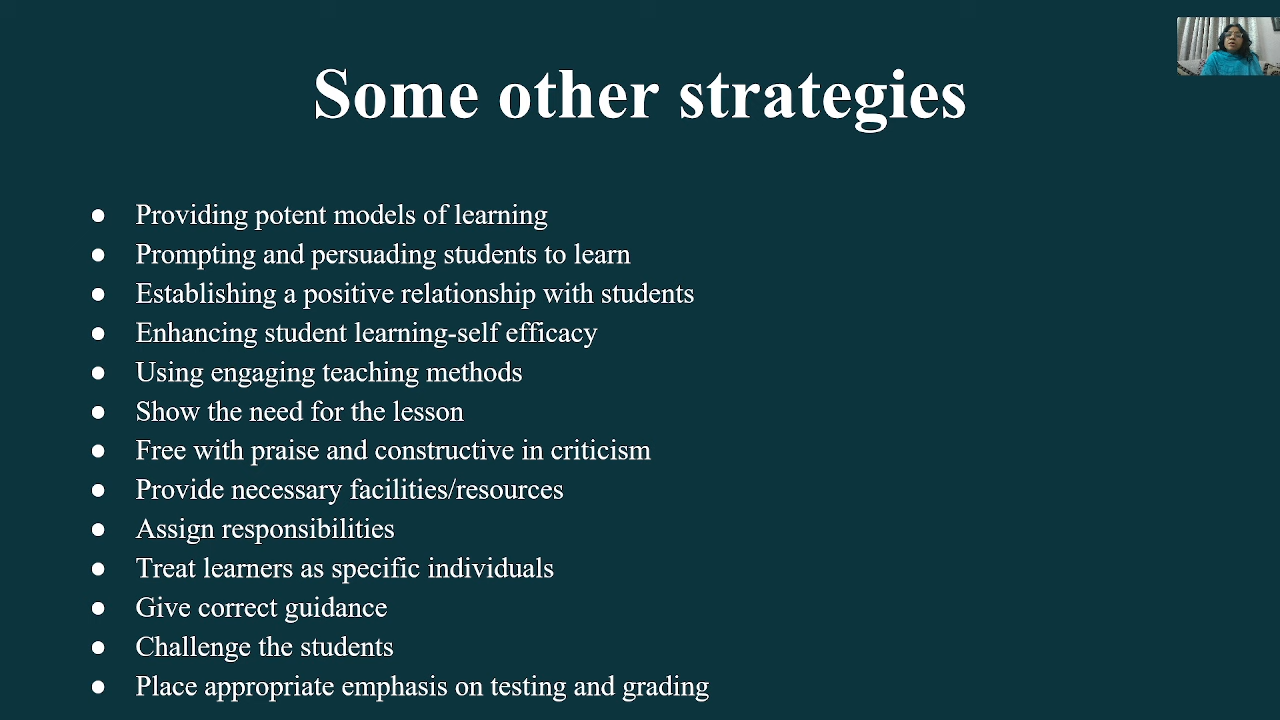 Some other strategies
● Providing potent models of learning
● Prompting and persuading students to learn
● Establishing a positive relationship with students
● Enhancing student learning-self efficacy
● Using engaging teaching methods
● Show the need for the lesson
● Free with praise and constructive in criticism
● Provide necessary facilities/resources
● Assign responsibilities
● Treat learners as specific individuals
● Give correct guidance
● Challenge the students
● Place appropriate emphasis on testing and grading